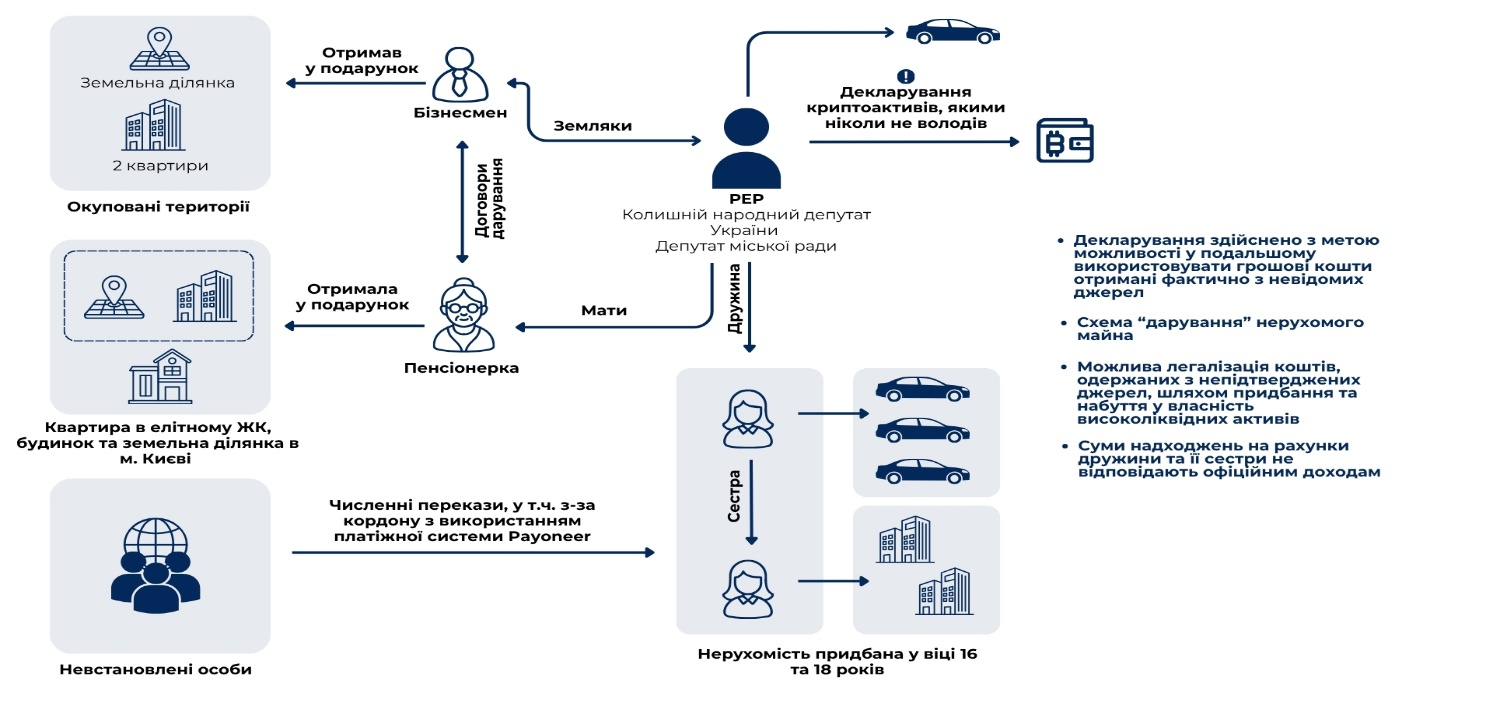 Земельна ділянка
2 квартири
Окуповані території
Отримав
у подарунок
Бізнесмен
Земляки
Договори
дарування
Декларування
криптоактивів, якими
ніколи не володів
PEP
Колишній народний депутат
України
Депутат міської ради
Отримала
у подарунок
Пенсіонерка
Мати
Дружина
Квартира в елітному ЖК,
будинок та земельна ділянка в
м. Києві
Численні перекази, у т.ч. з-за
кордону з використанням
платіжної системи Payoneer
Невстановлені особи
Сестра
Нерухомість придбана у віці 16
та 18 років
• Декларування здійснено з метою
можливості у подальшому
використовувати грошові кошти
отримані фактично з невідомих
джерел
• Схема “дарування” нерухомого
майна
• Можлива легалізація коштів,
одержаних з непідтверджених
джерел, шляхом придбання та
набуття у власність
високоліквідних активів
• Суми надходжень на рахунки
дружини та її сестри не
відповідають офіційним доходам